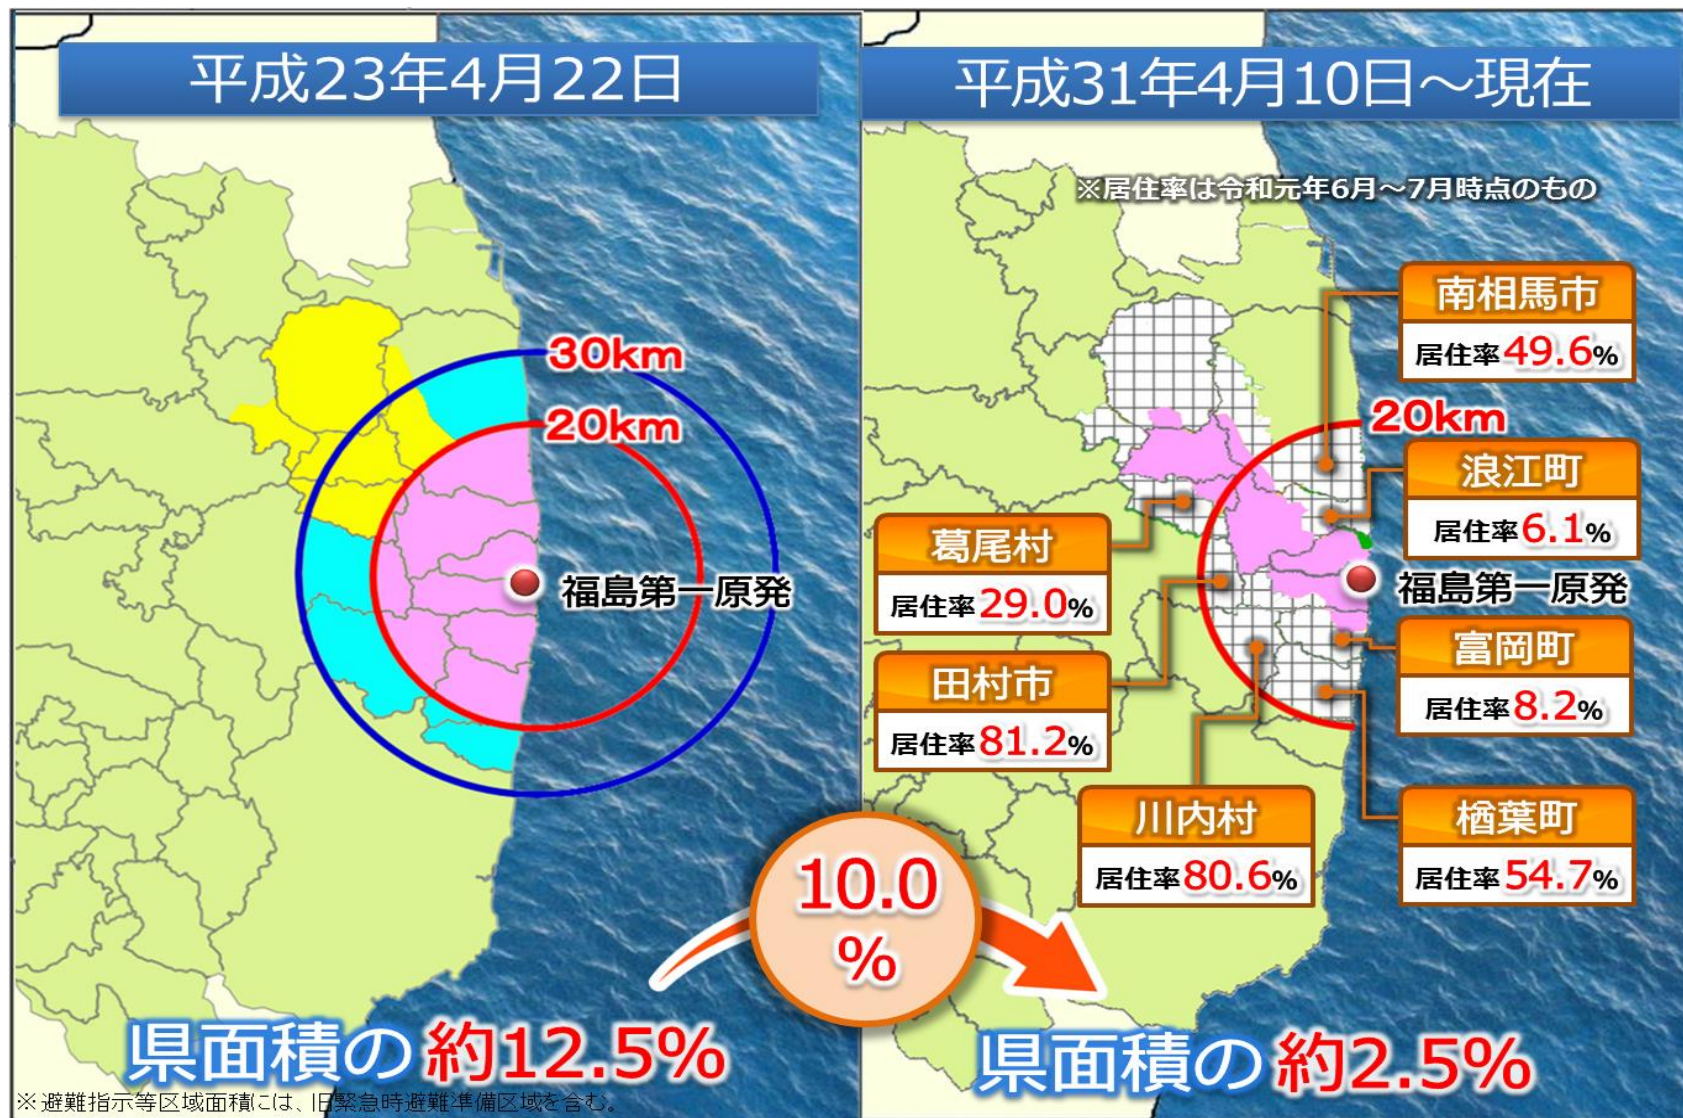 平成23年4月22日
30km
20km
福島第一原発
県面積の約12.5%
※避難指示等区域面積には、旧緊急時避難準備区域を含む。
10.0
%
平成31年4月10日～現在
※居住率は令和元年6月～7月時点のもの
南相馬市
居住率49.6%
20km
浪江町
居住率6.1%
葛尾村
居住率29.0%
福島第一原発
富岡町
居住率8.2%
田村市
居住率81.2%
川内村
居住率80.6%
楢葉町
居住率54.7%
県面積の約2.5%